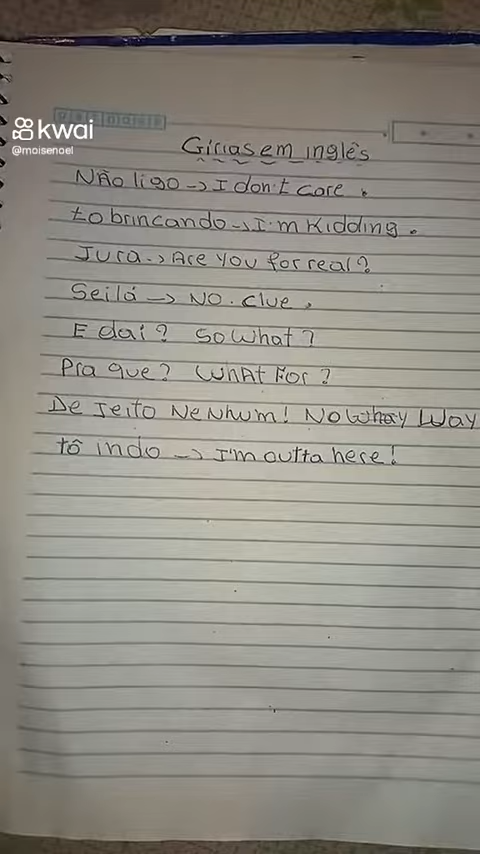 kwai
@moisenoel
Gírias em inglês
NÃo ligo -> I don't care.
to brincando -> I'm Kidding.
Jura -> Are you for real?
Sei lá -> NO. clue.
E dai? So What?
Pra que? WhAt For?
De Jeito NeNhum! No Way
tô indo -> I'm outta here!